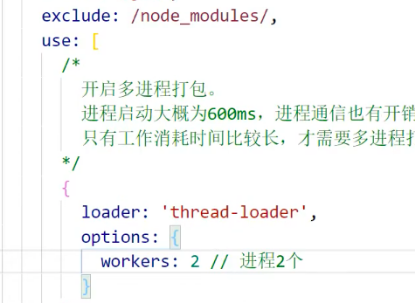 exclude: /node_modules/,
use: [
/*
开启多进程打包。
进程启动大概为600ms，进程通信也有开销
只有工作消耗时间比较长，才需要多进程打
*/
{
loader: 'thread-loader',
options: {
workers: 2 // 进程2个
}